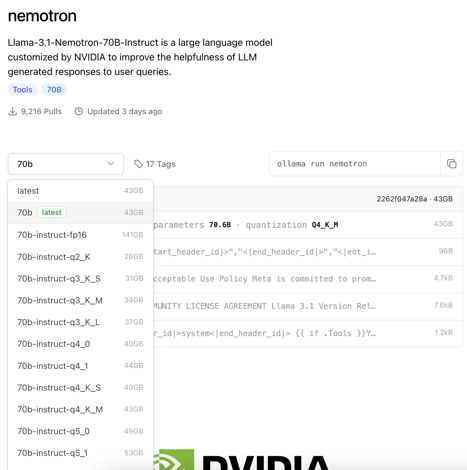 nemotron
Llama-3.1-Nemotron-70B-Instruct is a large language model
customized by NVIDIA to improve the helpfulness of LLM
generated responses to user queries.
Tools 70B
9,216 Pulls Updated 3 days ago
70b 17 Tags ollama run nemotron
latest 43GB
2262f047a28a · 43GB
70b latest 43GB
parameters 70.6B · quantization Q4_K_M 43GB
70b-instruct-fp16 141GB
tart_header_id|>","<|end_header_id|>","<|eot_i… 96B
70b-instruct-q2_K 26GB
70b-instruct-q3_K_S 31GB
cceptable Use Policy Meta is committed to prom… 4.7kB
70b-instruct-q3_K_M 34GB
MUNITY LICENSE AGREEMENT Llama 3.1 Version Rel… 7.6kB
70b-instruct-q3_K_L 37GB
r_id|>system<|end_header_id|> {{ if .Tools }}Y… 1.2kB
70b-instruct-q4_0 40GB
70b-instruct-q4_1 44GB
70b-instruct-q4_K_S 40GB
70b-instruct-q4_K_M 43GB
70b-instruct-q5_0 49GB
70b-instruct-q5_1 53GB
NVIDIA